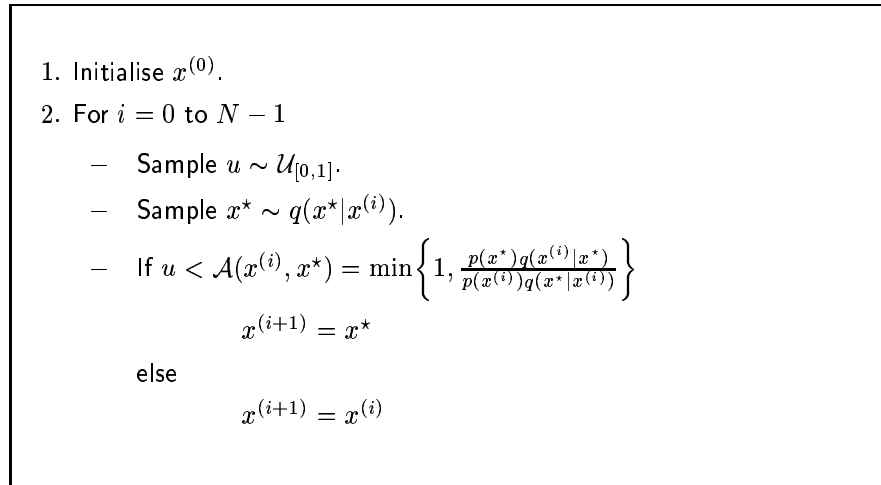 1. Initialise x^{(0)}.
2. For i = 0 to N − 1
– Sample u ∼ 𝒰_{[0,1]}.
– Sample x^⋆ ∼ q(x^⋆|x^{(i)}).
– If u < 𝒜(x^{(i)}, x^⋆) = min{1, \frac{p(x^⋆)q(x^{(i)}|x^⋆)}{p(x^{(i)})q(x^⋆|x^{(i)})}}
x^{(i+1)} = x^⋆
else
x^{(i+1)} = x^{(i)}